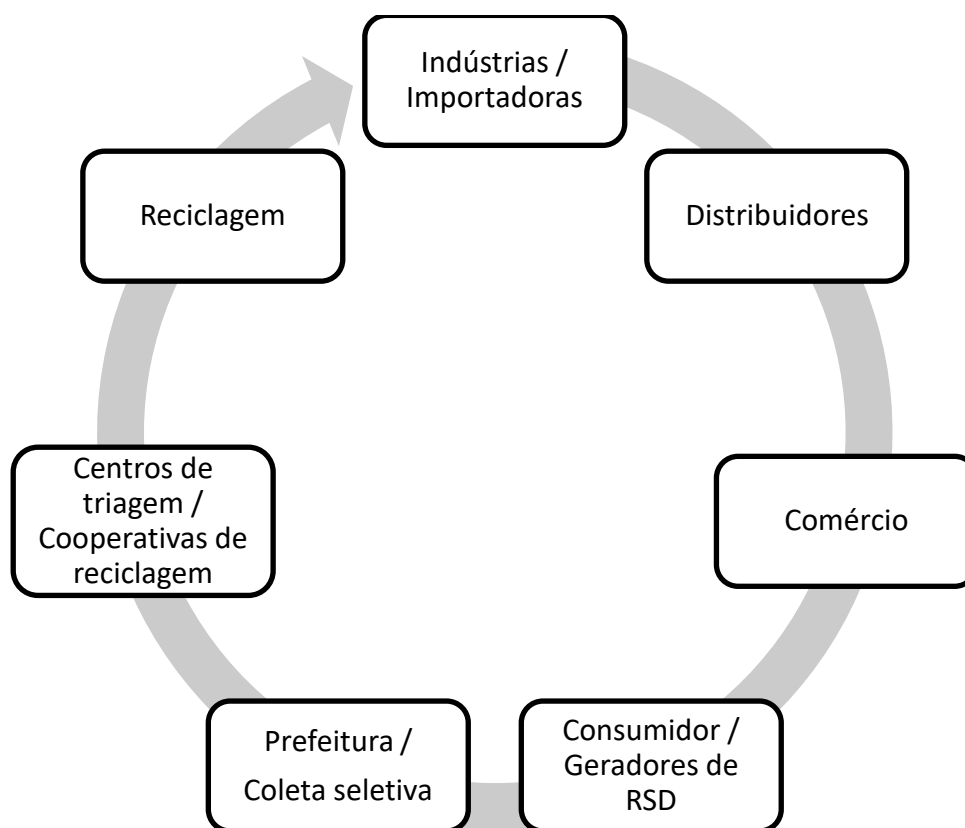 Indústrias /
Importadoras
Distribuidores
Comércio
Consumidor /
Geradores de
RSD
Prefeitura /
Coleta seletiva
Centros de
triagem /
Cooperativas de
reciclagem
Reciclagem